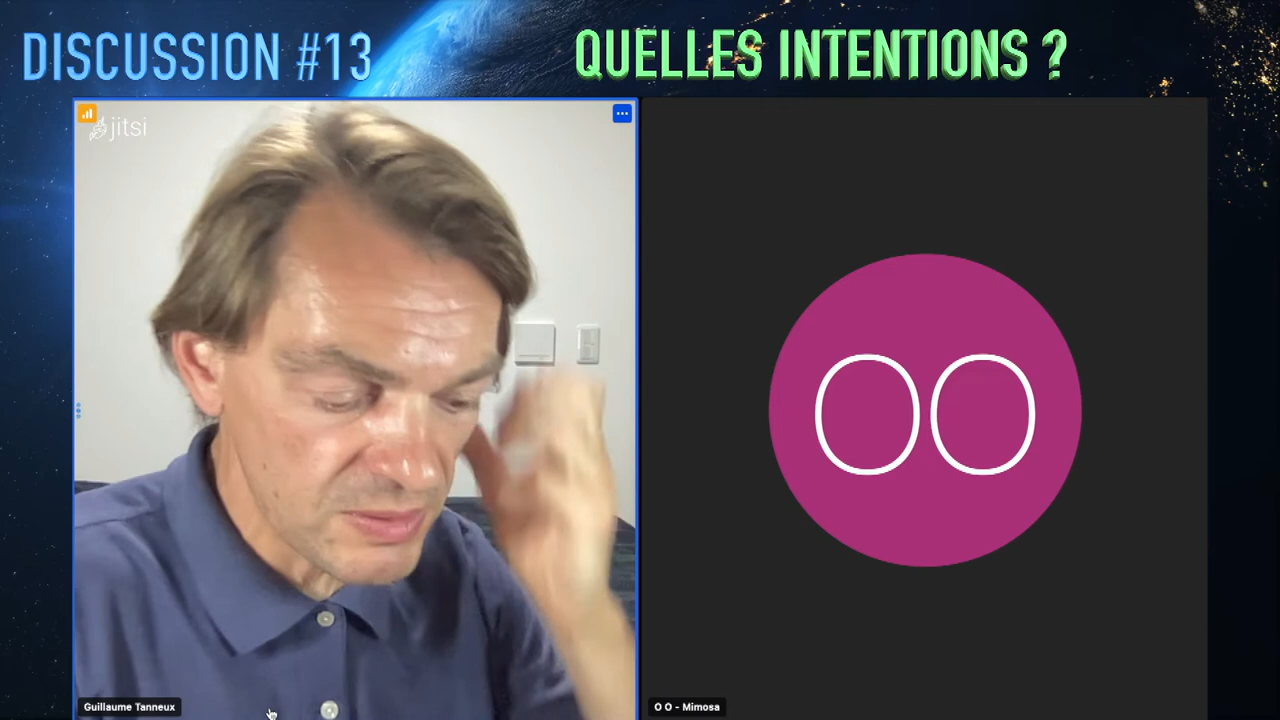 DISCUSSION #13
QUELLES INTENTIONS ?
jitsi
OO
Guillaume Tanneux
O O - Mimosa